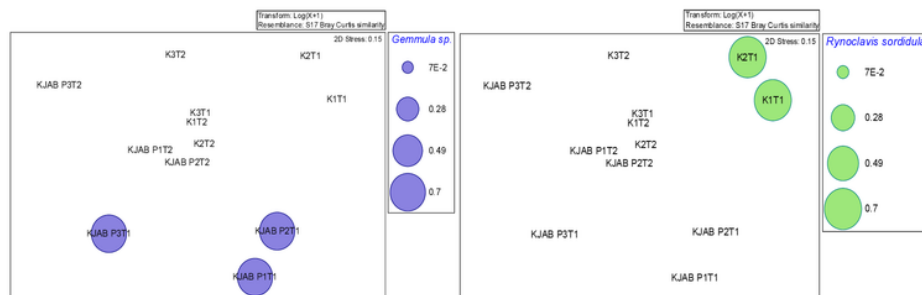 Transform: Log(X+1)
Resemblance: S17 Bray Curtis similarity
2D Stress: 0.15
K3T2
K2T1
KJAB P3T2
K1T1
K3T1
K1T2
K2T2
KJAB P1T2
KJAB P2T2
KJAB P3T1
KJAB P2T1
KJAB P1T1
Gemmula sp.
7E-2
0.28
0.49
0.7
Transform: Log(X+1)
Resemblance: S17 Bray Curtis similarity
2D Stress: 0.15
K3T2
K2T1
KJAB P3T2
K1T1
K3T1
K1T2
K2T2
KJAB P1T2
KJAB P2T2
KJAB P3T1
KJAB P2T1
KJAB P1T1
Rynoclavis sordidula
7E-2
0.28
0.49
0.7